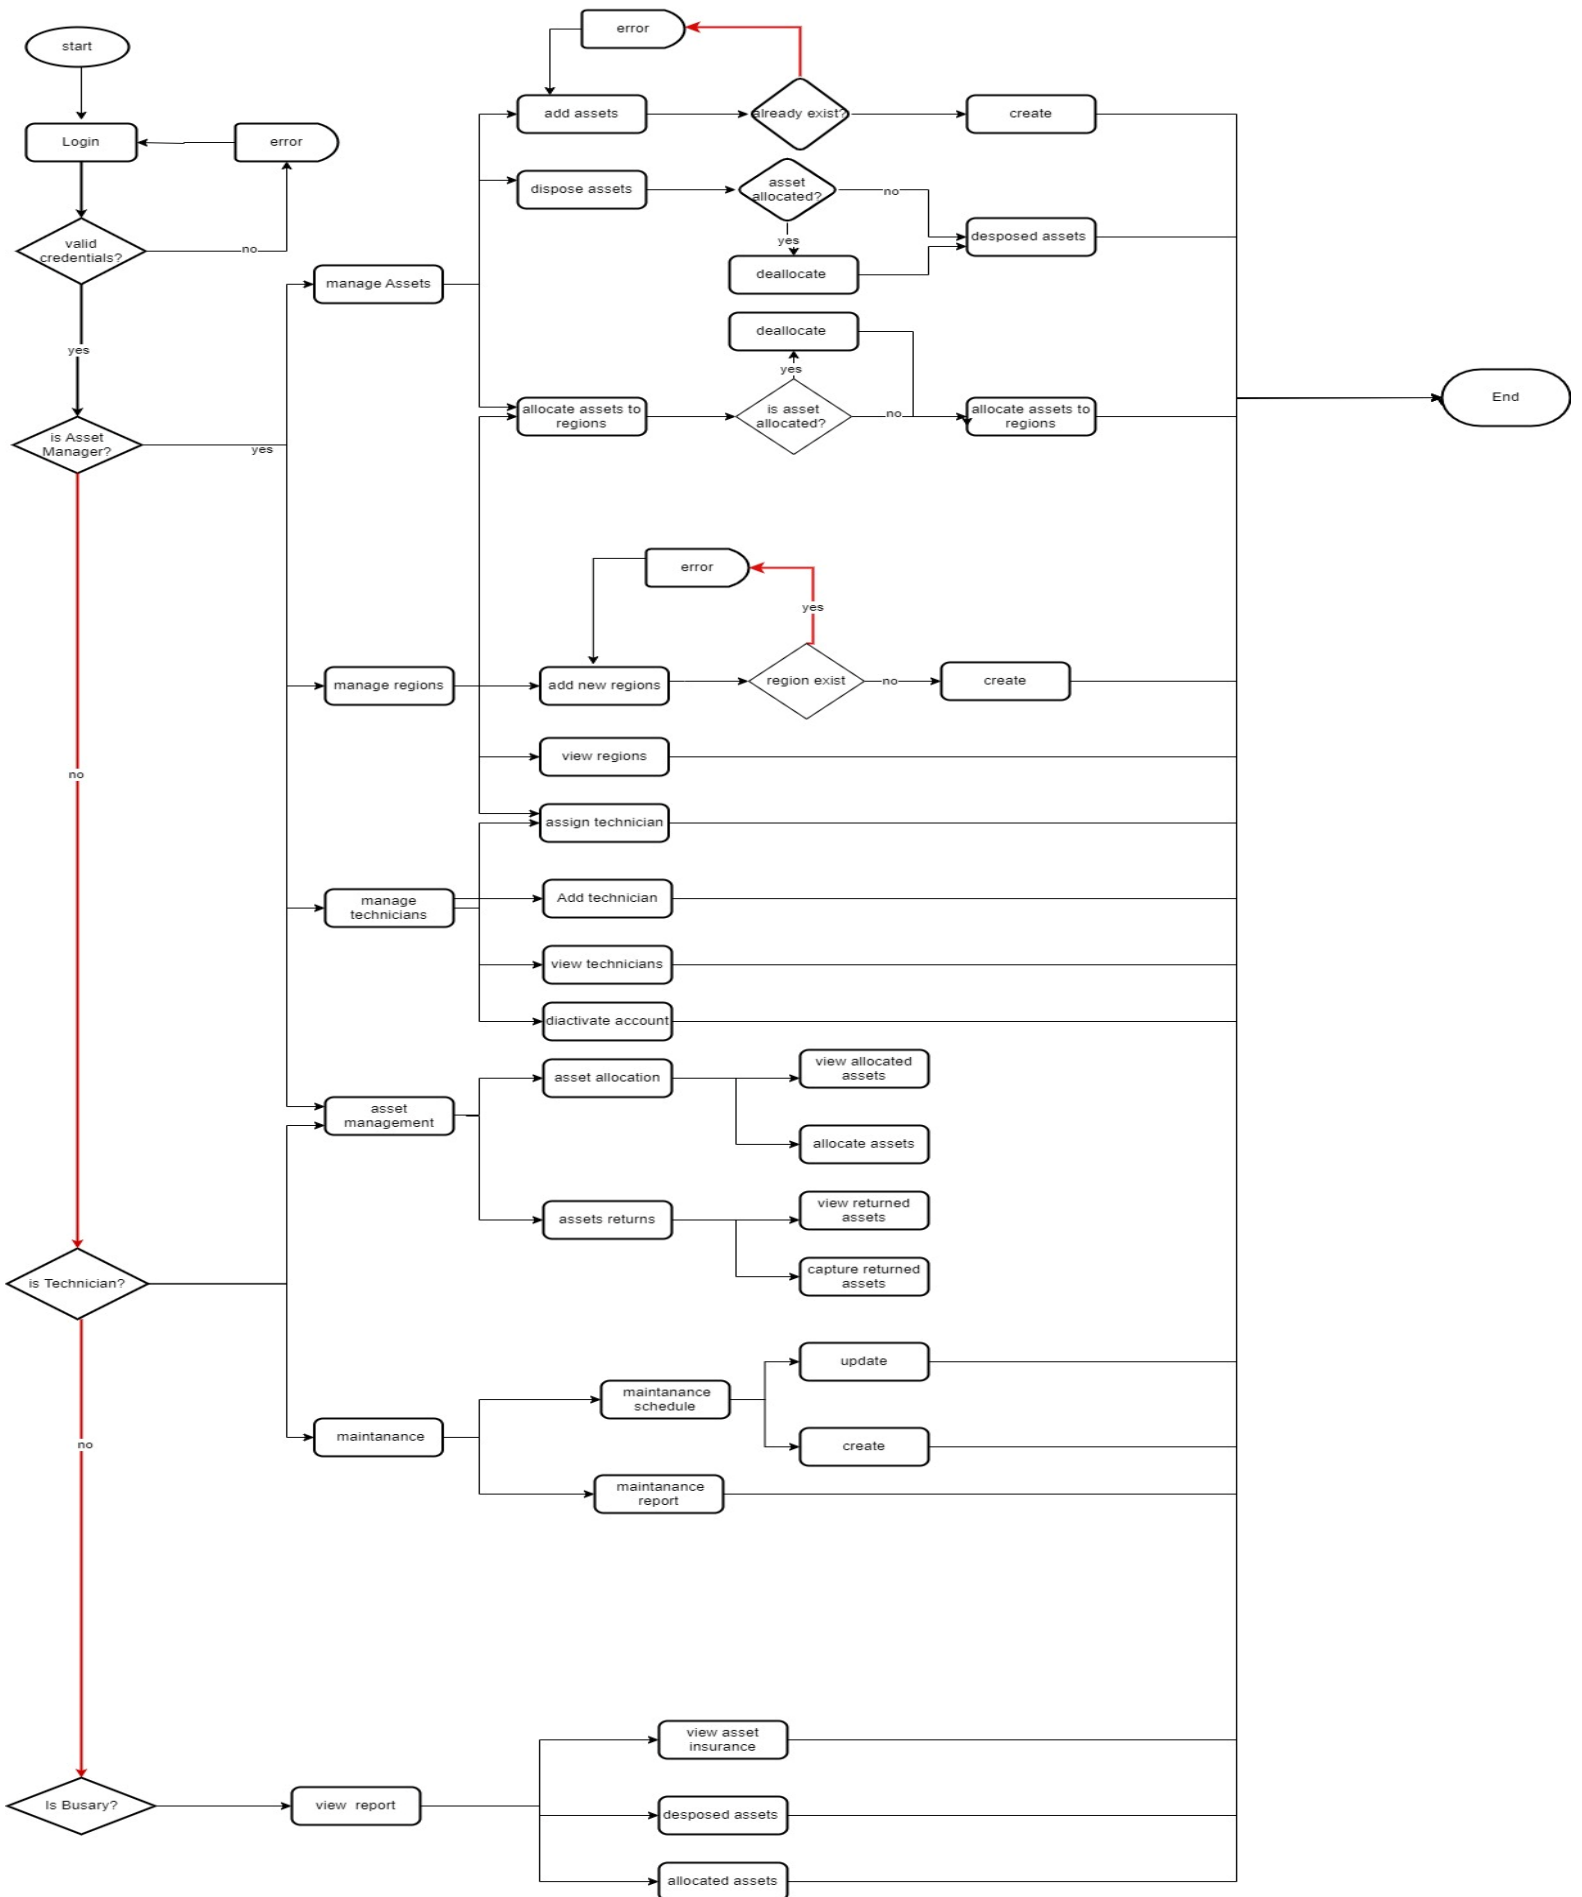 error
start
add assets
already exist?
create
Login
error
dispose assets
asset
allocated?
no
yes
desposed assets
valid
credentials?
no
deallocate
manage Assets
deallocate
yes
yes
allocate assets to
regions
is asset
allocated?
no
allocate assets to
regions
End
is Asset
Manager?
yes
error
yes
manage regions
add new regions
region exist
no
create
view regions
no
assign technician
manage
technicians
Add technician
view technicians
diactivate account
asset allocation
view allocated
assets
asset
management
allocate assets
assets returns
view returned
assets
is Technician?
capture returned
assets
update
maintanance
schedule
maintanance
no
create
maintanance
report
view asset
insurance
Is Busary?
view report
desposed assets
allocated assets